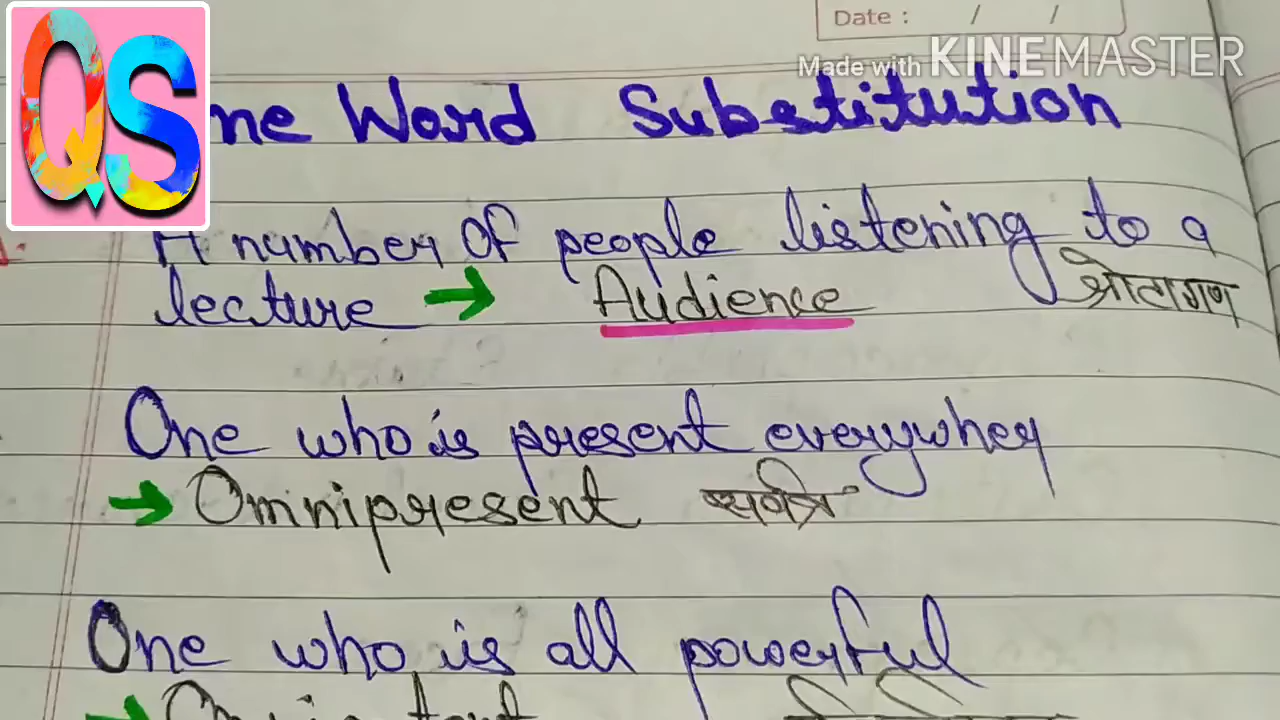 Date : / /
Made with KINEMASTER
QS
ne Word Substitution
A number of people listening to a
lecture → Audience श्रोतागण
One who is present everywher
→ Omnipresent सर्वत्र
One who is all powerful